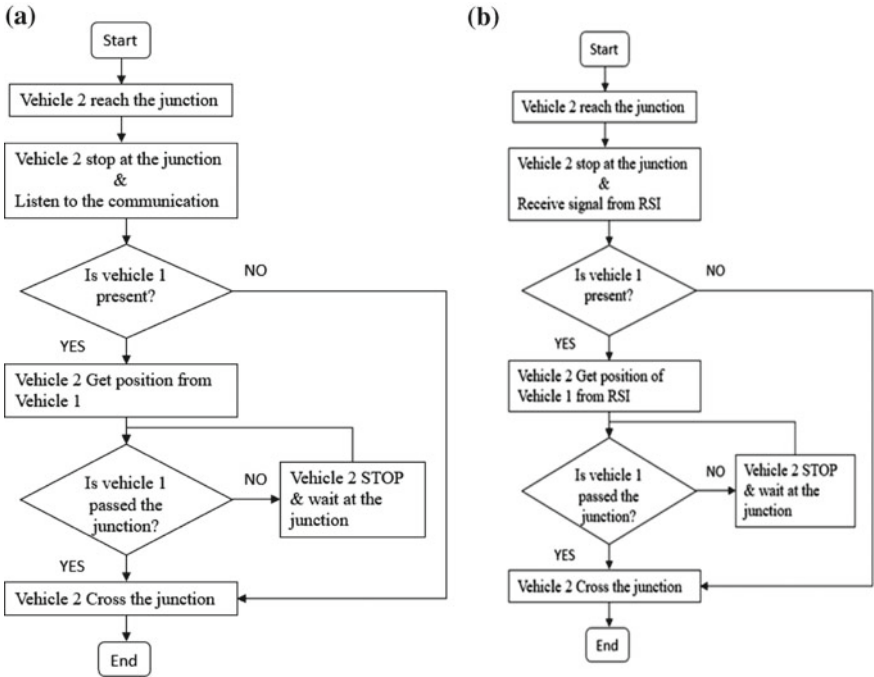 (a)
Start
Vehicle 2 reach the junction
Vehicle 2 stop at the junction
&
Listen to the communication
Is vehicle 1
present?
NO
YES
Vehicle 2 Get position from
Vehicle 1
Is vehicle 1
passed the
junction?
NO
Vehicle 2 STOP
& wait at the
junction
YES
Vehicle 2 Cross the junction
End
(b)
Start
Vehicle 2 reach the junction
Vehicle 2 stop at the junction
&
Receive signal from RSI
Is vehicle 1
present?
NO
YES
Vehicle 2 Get position of
Vehicle 1 from RSI
Is vehicle 1
passed the
junction?
NO
Vehicle 2 STOP
& wait at the
junction
YES
Vehicle 2 Cross the junction
End